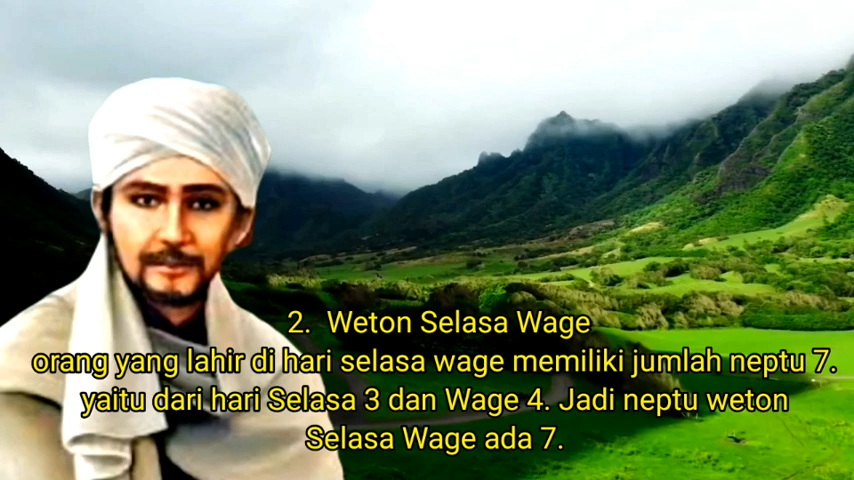 2. Weton Selasa Wage
orang yang lahir di hari selasa wage memiliki jumlah neptu 7.
yaitu dari hari Selasa 3 dan Wage 4. Jadi neptu weton
Selasa Wage ada 7.